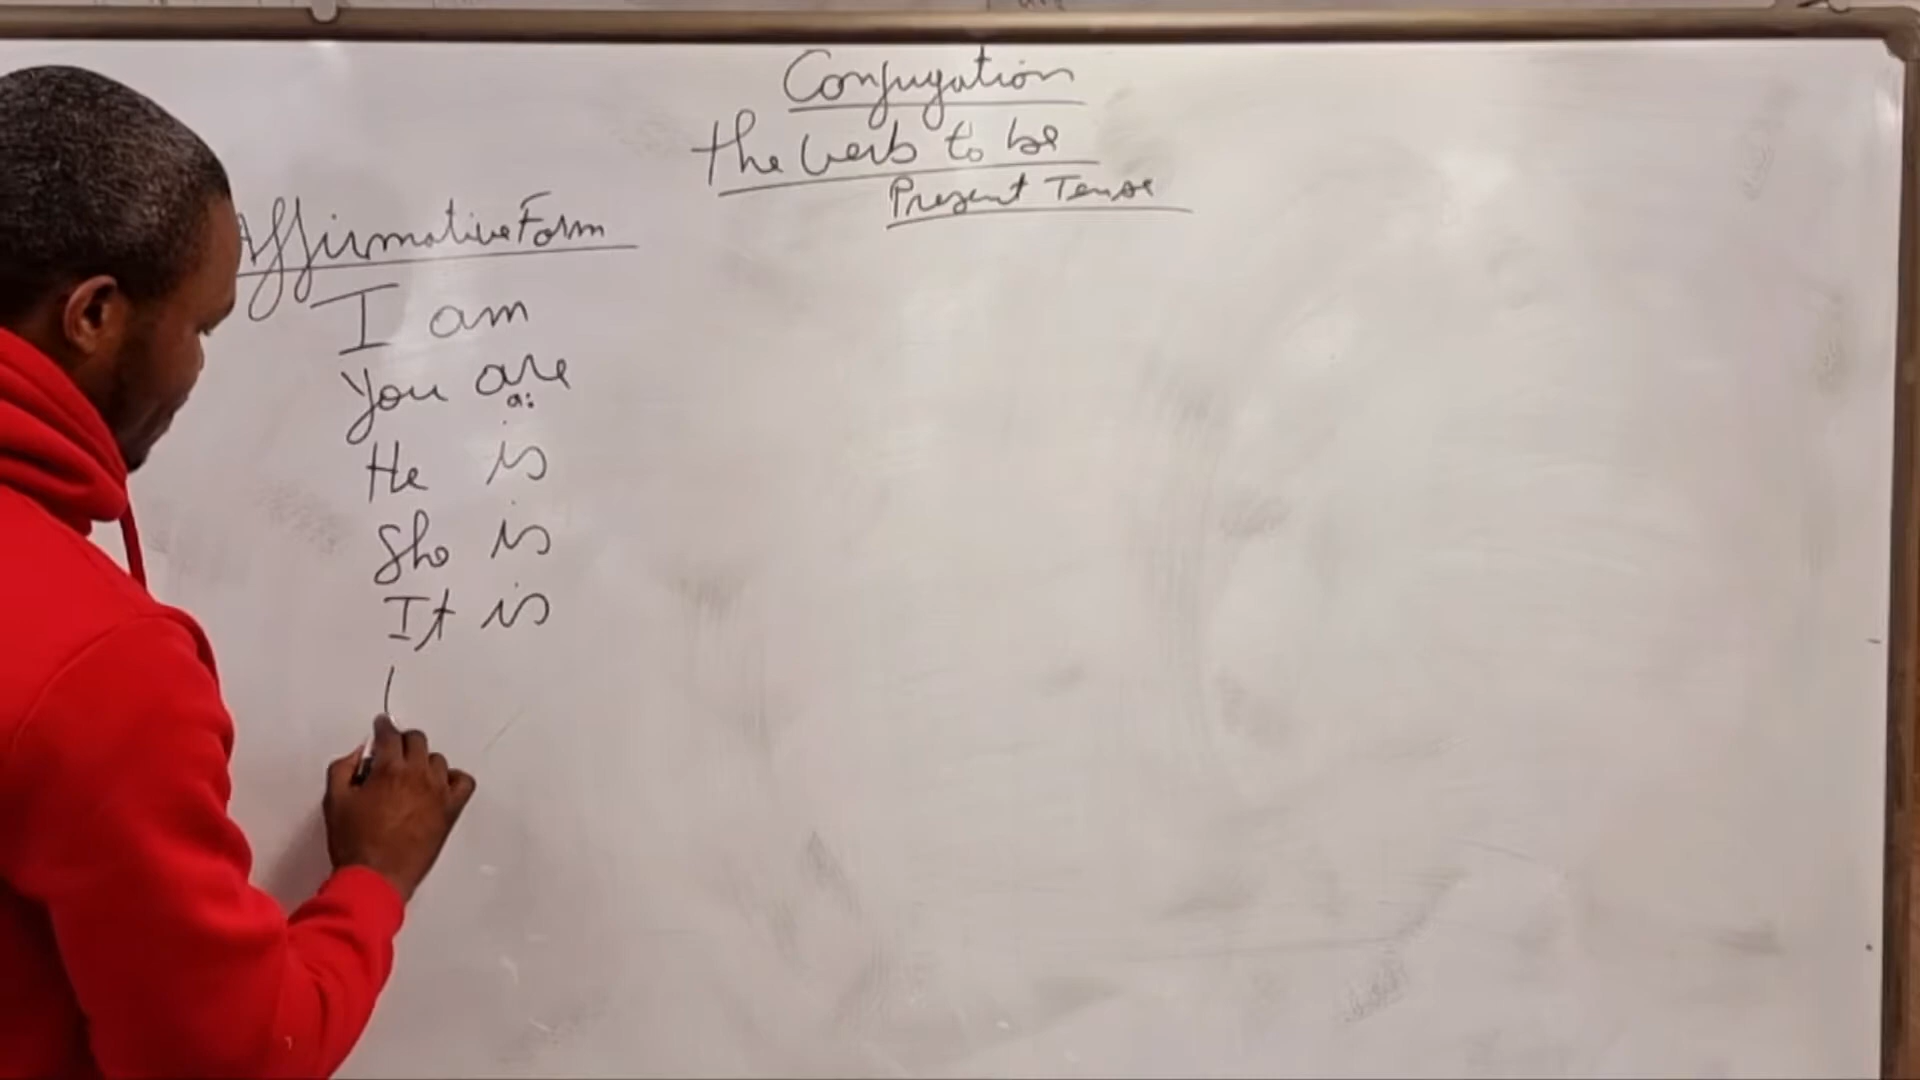 Conjugation
the verb to be
Present Tense
Affirmative Form
I am
You are
a:
He is
She is
It is